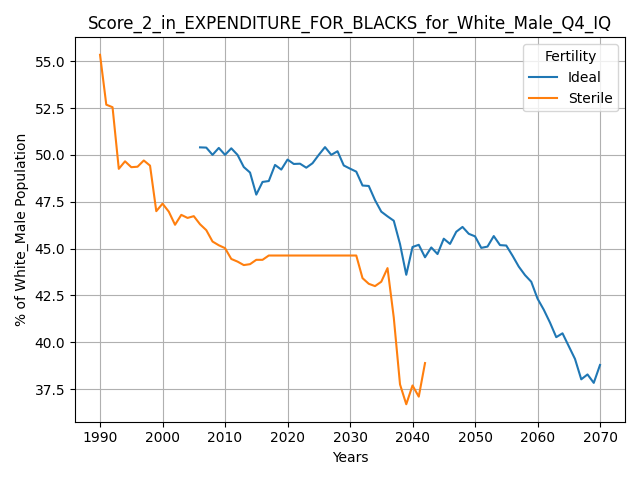 Score_2_in_EXPENDITURE_FOR_BLACKS_for_White_Male_Q4_IQ
Fertility
Ideal
Sterile
% of White_Male Population
55.0
52.5
50.0
47.5
45.0
42.5
40.0
37.5
1990 2000 2010 2020 2030 2040 2050 2060 2070
Years